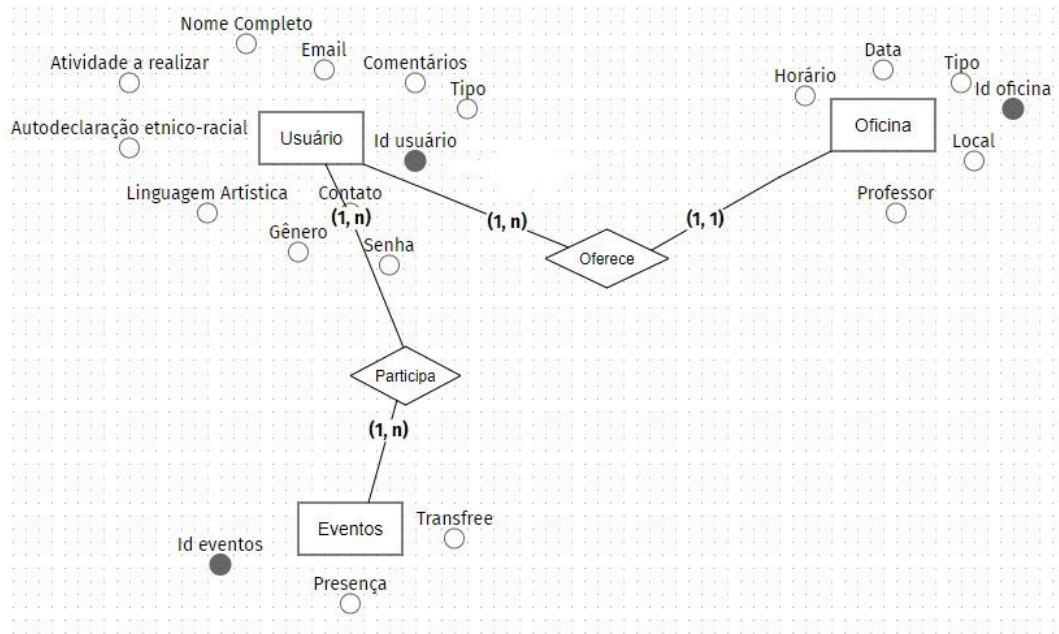 Nome Completo
Email
Atividade a realizar
Comentários
Tipo
Autodeclaração etnico-racial
Usuário
Id usuário
Linguagem Artística
Contato
(1, n)
Gênero
Senha
(1, n)
Oferece
(1, 1)
Data
Tipo
Horário
Id oficina
Oficina
Local
Professor
Participa
(1, n)
Eventos
Transfree
Id eventos
Presença